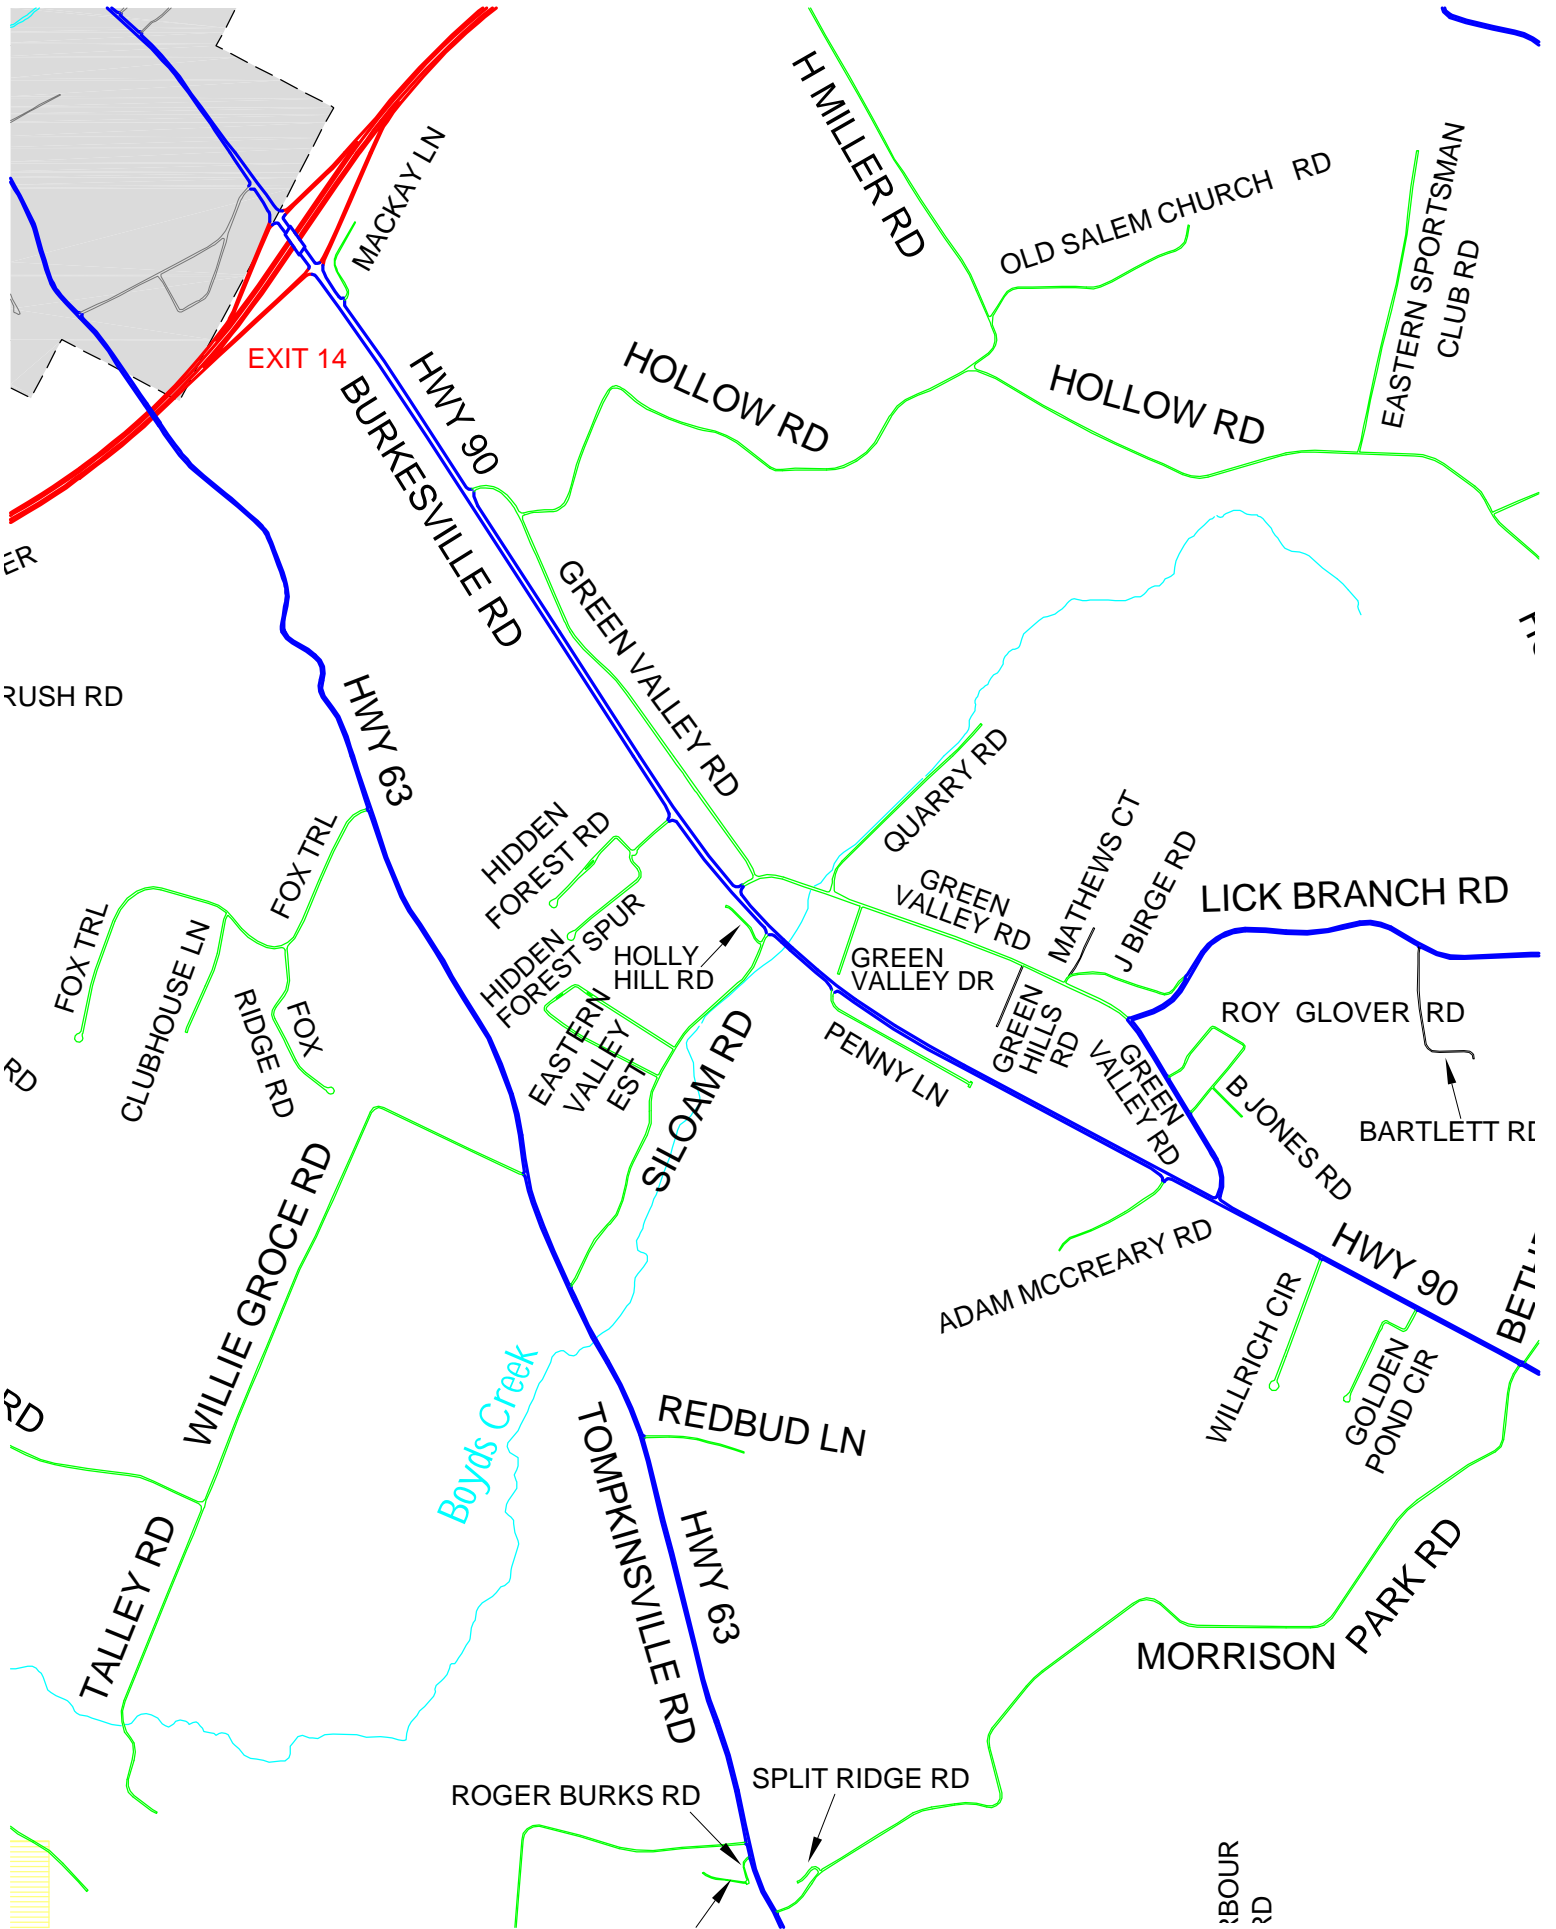 MACKAY LN
H MILLER RD
OLD SALEM CHURCH RD
EASTERN SPORTSMAN
CLUB RD
EXIT 14
HWY 90
BURKESVILLE RD
HOLLOW RD
HOLLOW RD
ER
RUSH RD
HWY 63
GREEN VALLEY RD
QUARRY RD
HIDDEN
FOREST RD
HIDDEN
FOREST SPUR
FOX TRL
FOX TRL
CLUBHOUSE LN
FOX
RIDGE RD
HOLLY
HILL RD
GREEN
VALLEY RD
GREEN
VALLEY DR
MATHEWS CT
J BIRGE RD
LICK BRANCH RD
ROY GLOVER RD
BARTLETT RD
GREEN
HILLS
RD
GREEN
VALLEY RD
B JONES RD
PENNY LN
EASTERN
VALLEY
EST
SILOAM RD
RD
WILLIE GROCE RD
ADAM MCCREARY RD
HWY 90
WILLRICH CIR
GOLDEN
POND CIR
BETH
RD
Boyds Creek
REDBUD LN
TOMPKINSVILLE RD
HWY 63
TALLEY RD
MORRISON
PARK RD
ROGER BURKS RD
SPLIT RIDGE RD
RBOUR
RD